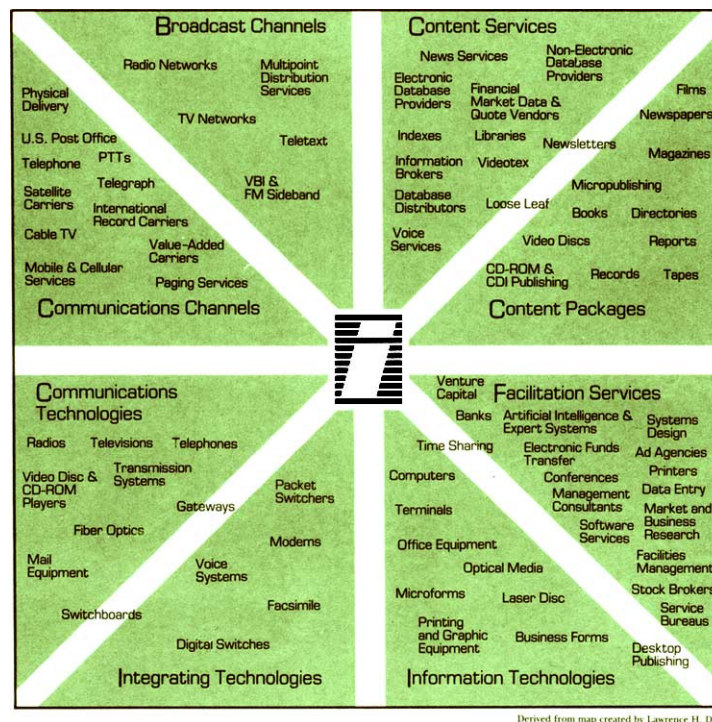 Broadcast Channels
Radio Networks
Multipoint
Distribution
Services
TV Networks
Teletext
VBI &
FM Sideband
Physical
Delivery
U.S. Post Office
Telephone
PTTs
Telegraph
Satellite
Carriers
International
Record Carriers
Cable TV
Value-Added
Carriers
Mobile & Cellular
Services
Paging Services
Communications Channels
Content Services
News Services
Non-Electronic
Database
Providers
Electronic
Database
Providers
Financial
Market Data &
Quote Vendors
Indexes
Libraries
Newsletters
Information
Brokers
Videotex
Database
Distributors
Loose Leaf
Voice
Services
Films
Newspapers
Magazines
Micropublishing
Books
Directories
Video Discs
Reports
CD-ROM &
CDI Publishing
Records
Tapes
Content Packages
i
Communications
Technologies
Radios
Televisions
Telephones
Video Disc &
CD-ROM
Players
Transmission
Systems
Packet
Switchers
Gateways
Fiber Optics
Modems
Mail
Equipment
Voice
Systems
Switchboards
Facsimile
Digital Switches
Integrating Technologies
Venture
Capital
Facilitation Services
Banks
Artificial Intelligence &
Expert Systems
Systems
Design
Time Sharing
Electronic Funds
Transfer
Ad Agencies
Computers
Conferences
Printers
Management
Consultants
Data Entry
Terminals
Software
Services
Market and
Business
Research
Office Equipment
Facilities
Management
Optical Media
Stock Brokers
Microforms
Laser Disc
Service
Bureaus
Printing
and Graphic
Equipment
Business Forms
Desktop
Publishing
Information Technologies
Derived from map created by Lawrence H. D